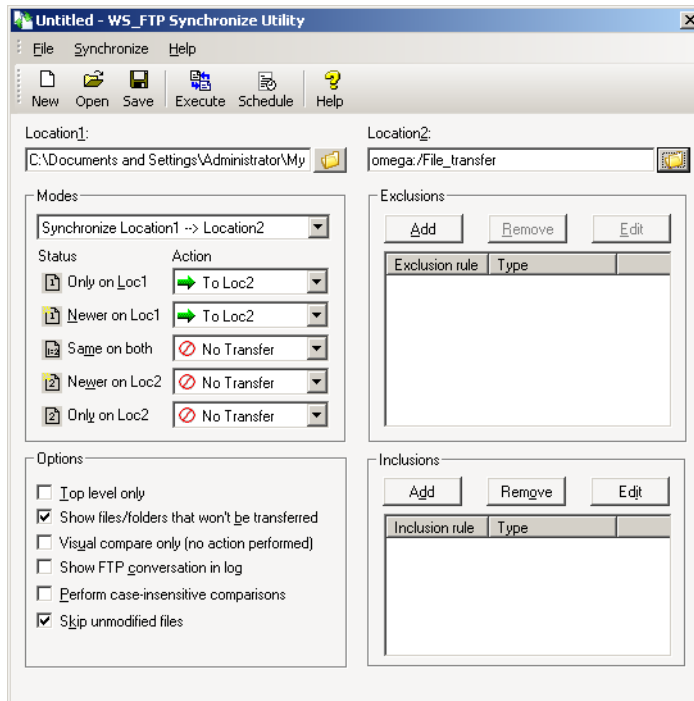 Untitled - WS_FTP Synchronize Utility
File Synchronize Help
New Open Save Execute Schedule Help
Location1:
C:\Documents and Settings\Administrator\My
Location2:
omega:/File_transfer
Modes
Synchronize Location1 --> Location2
Status Action
Only on Loc1 To Loc2
Newer on Loc1 To Loc2
Same on both No Transfer
Newer on Loc2 No Transfer
Only on Loc2 No Transfer
Exclusions
Add Remove Edit
Exclusion rule Type
Options
Top level only
Show files/folders that won't be transferred
Visual compare only (no action performed)
Show FTP conversation in log
Perform case-insensitive comparisons
Skip unmodified files
Inclusions
Add Remove Edit
Inclusion rule Type